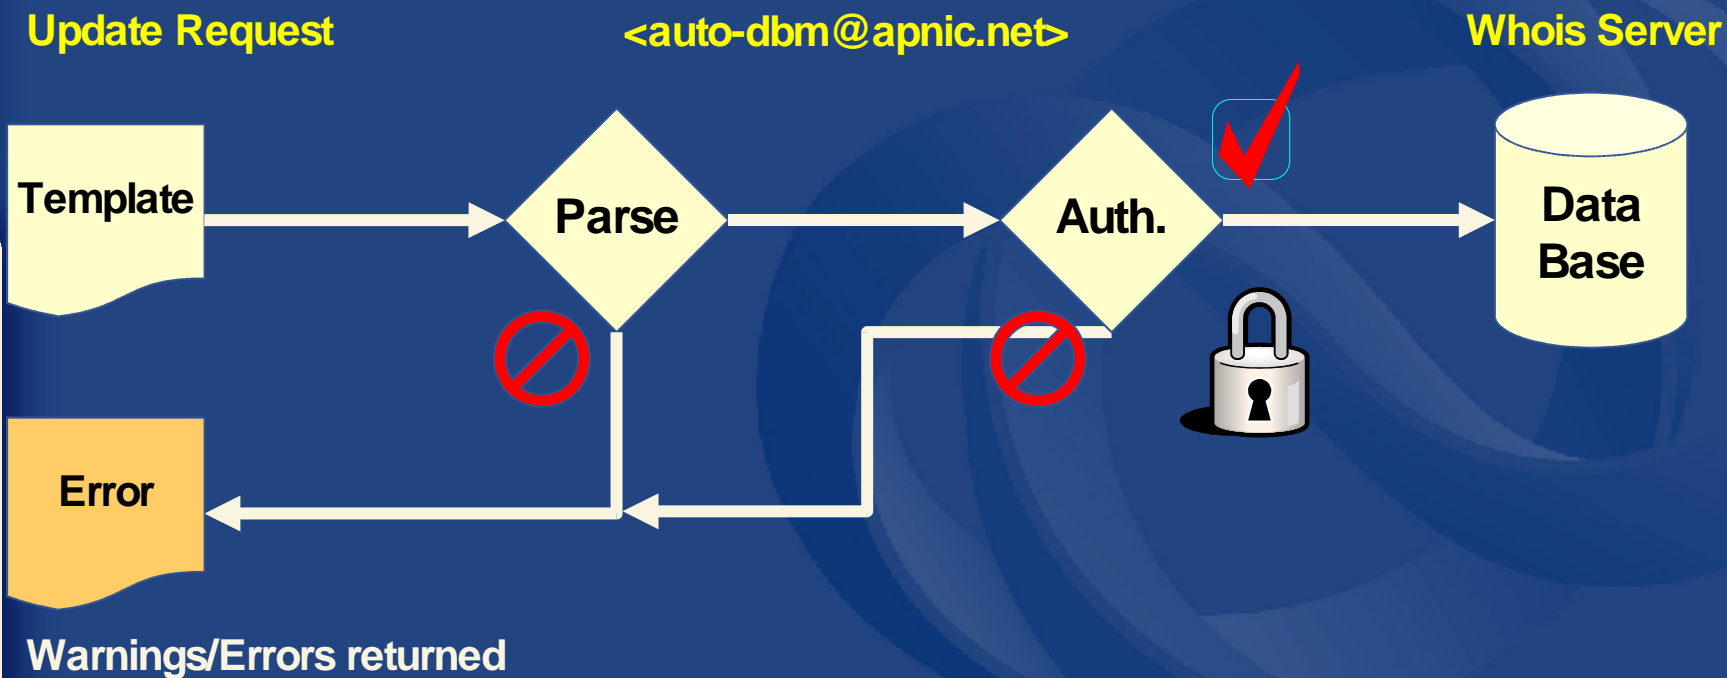 Update Request
<auto-dbm@apnic.net>
Whois Server
Template
Parse
Auth.
Data
Base
Error
Warnings/Errors returned